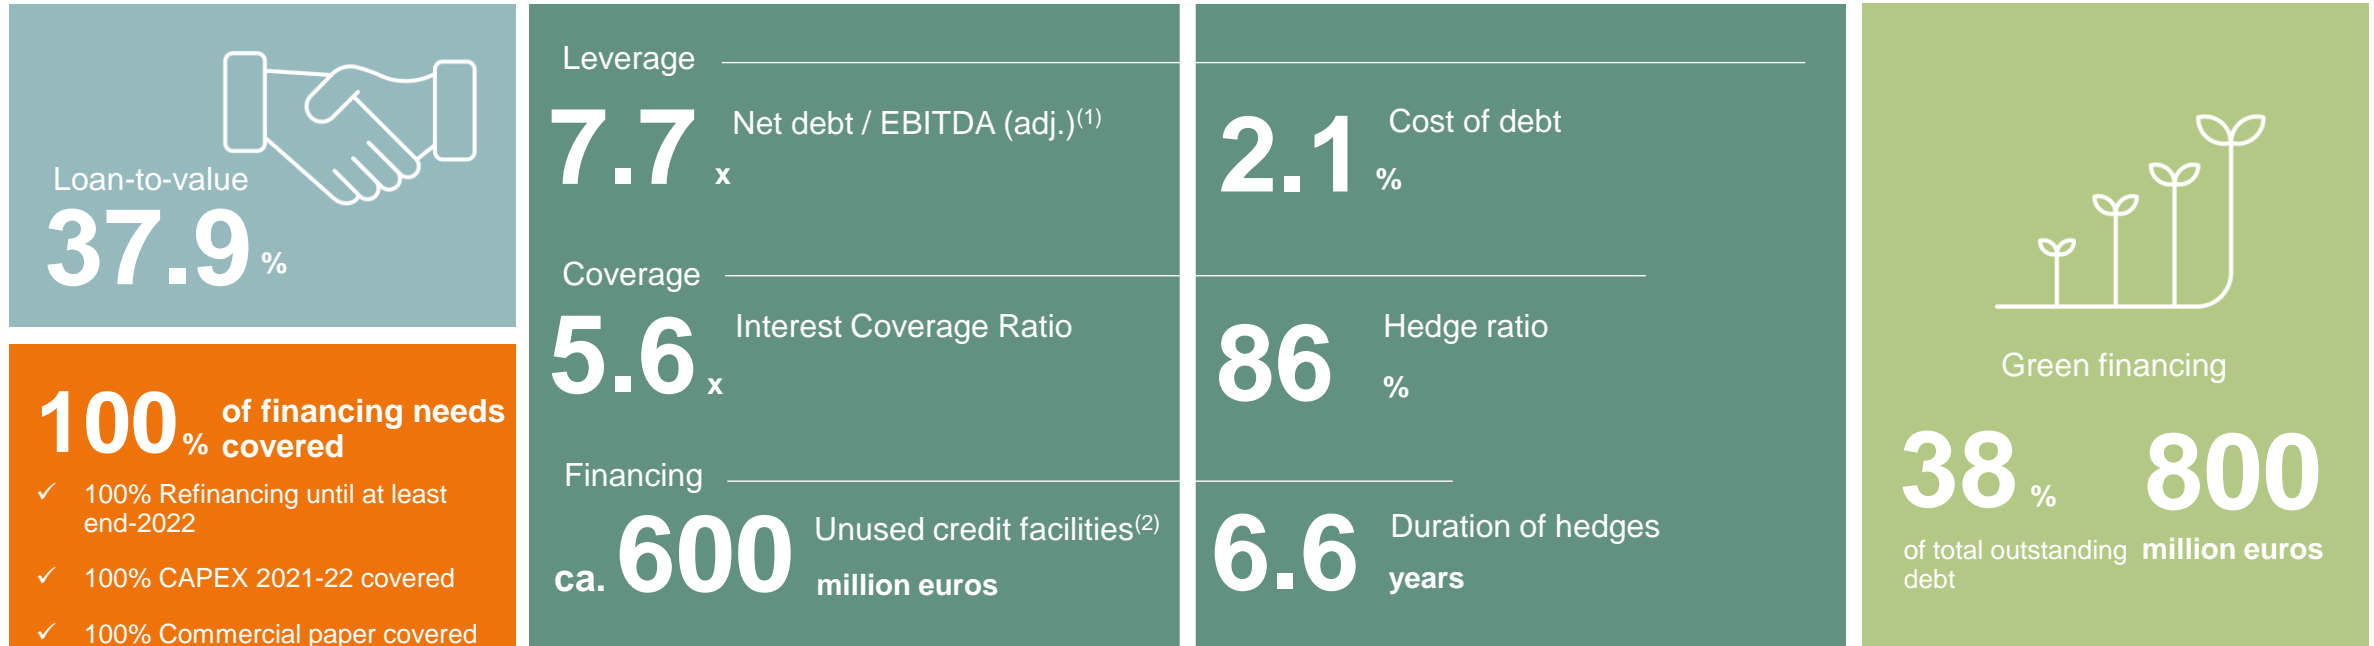 Loan-to-value
37.9 %
100 % of financing needs
covered
✓ 100% Refinancing until at least
end-2022
✓ 100% CAPEX 2021-22 covered
✓ 100% Commercial paper covered
Leverage
7.7 x Net debt / EBITDA (adj.)(1)
2.1 % Cost of debt
Coverage
5.6 x Interest Coverage Ratio
86 % Hedge ratio
Financing
ca. 600 Unused credit facilities(2)
million euros
6.6 Duration of hedges
years
Green financing
38 %
of total outstanding
debt
800
million euros